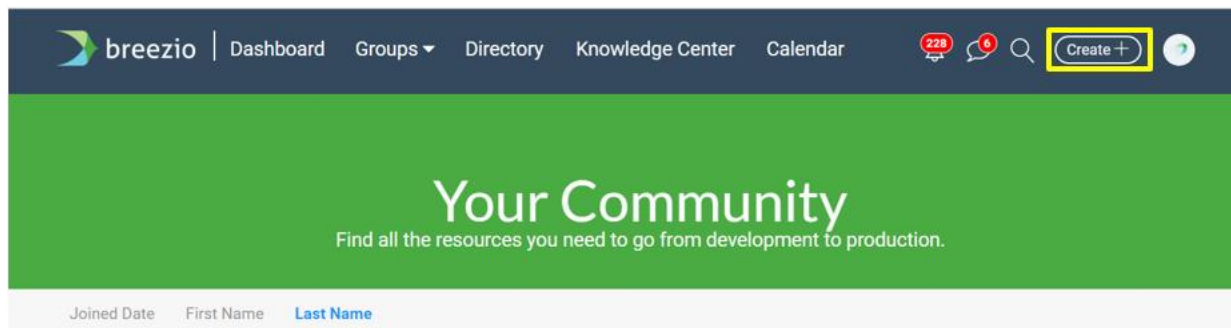 breezio Dashboard Groups Directory Knowledge Center Calendar 228 6 Create +
Your Community
Find all the resources you need to go from development to production.
Joined Date First Name Last Name